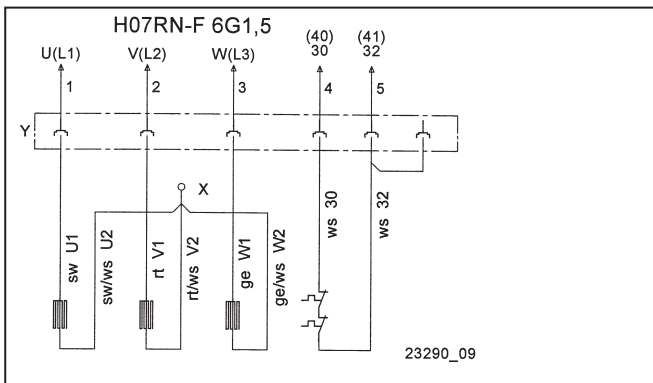 H07RN-F 6G1,5
(40) (41)
U(L1) V(L2) W(L3) 30 32
1 2 3 4 5
Y
X
sw U1
sw/ws U2
rt V1
rt/ws V2
ge W1
ge/ws W2
ws 30
ws 32
23290_09